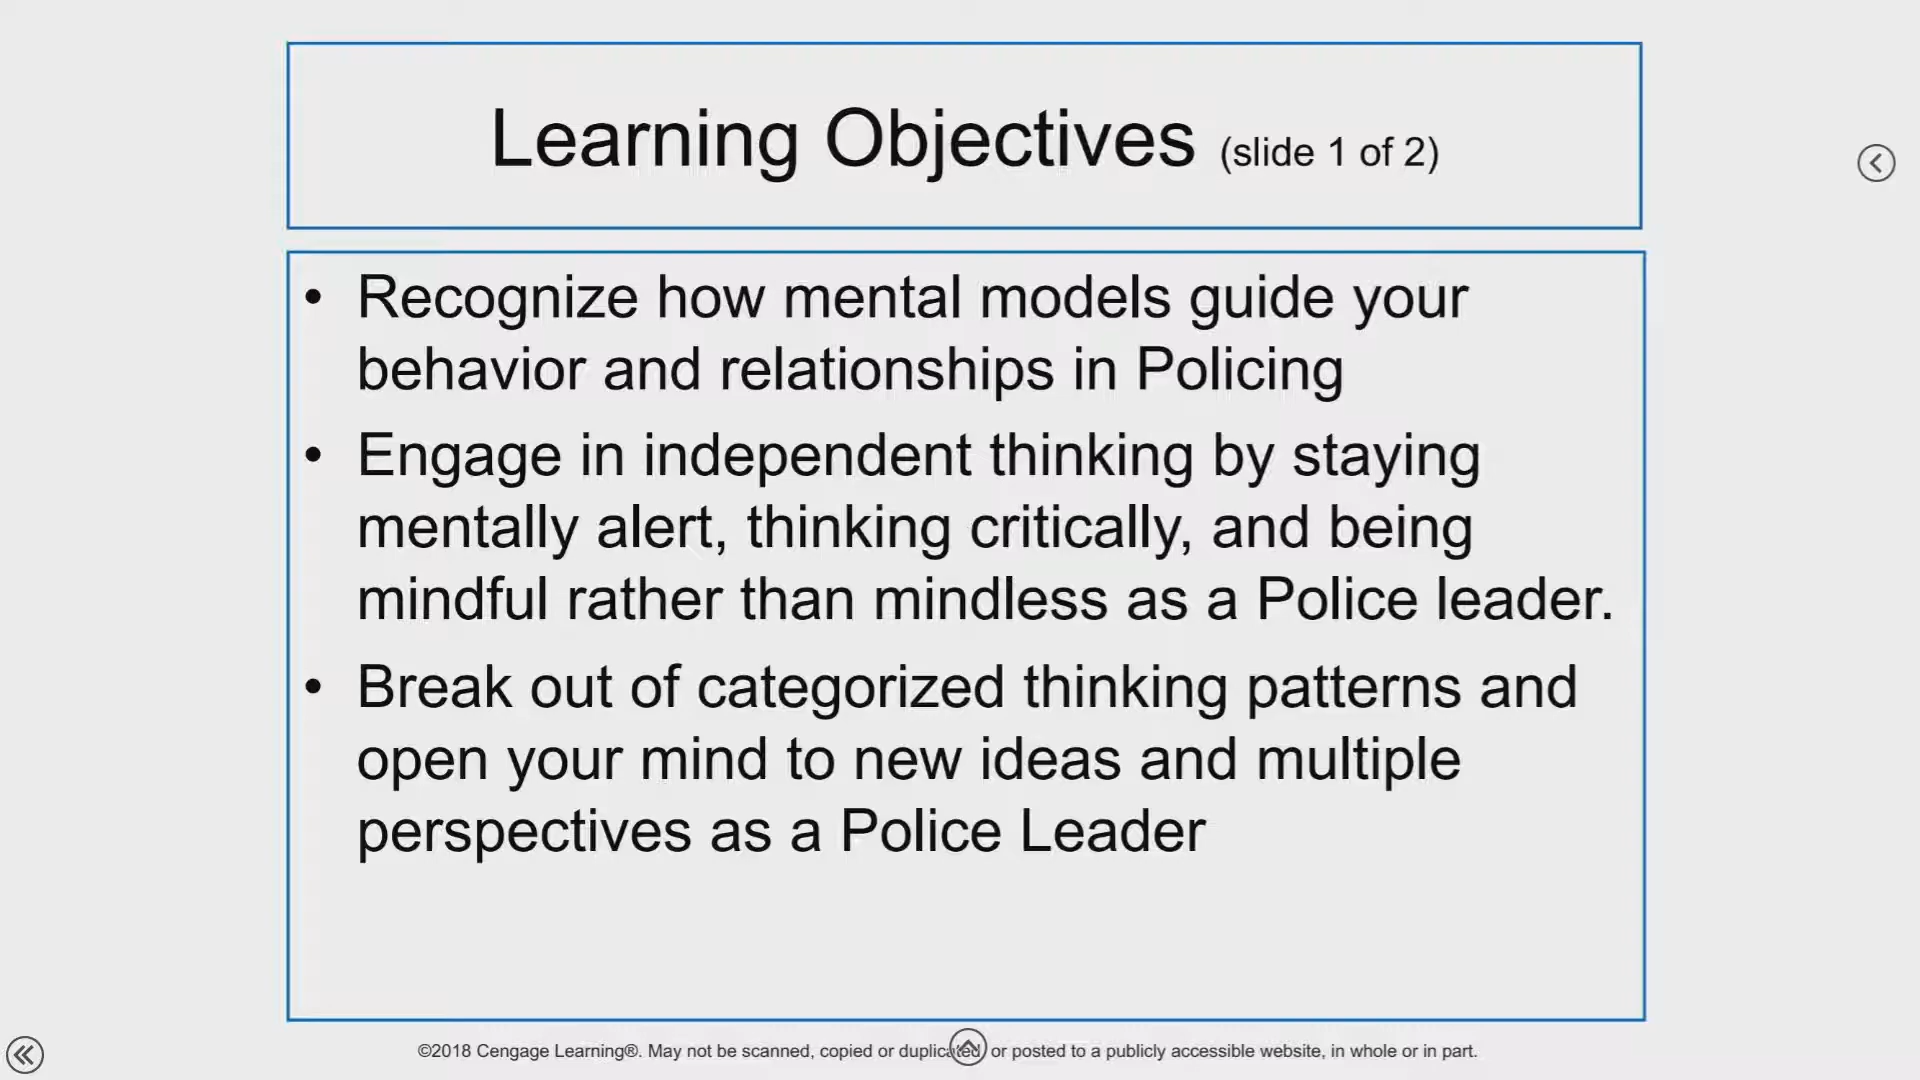 Learning Objectives (slide 1 of 2)
• Recognize how mental models guide your
behavior and relationships in Policing
• Engage in independent thinking by staying
mentally alert, thinking critically, and being
mindful rather than mindless as a Police leader.
• Break out of categorized thinking patterns and
open your mind to new ideas and multiple
perspectives as a Police Leader
©2018 Cengage Learning®. May not be scanned, copied or duplicated, or posted to a publicly accessible website, in whole or in part.